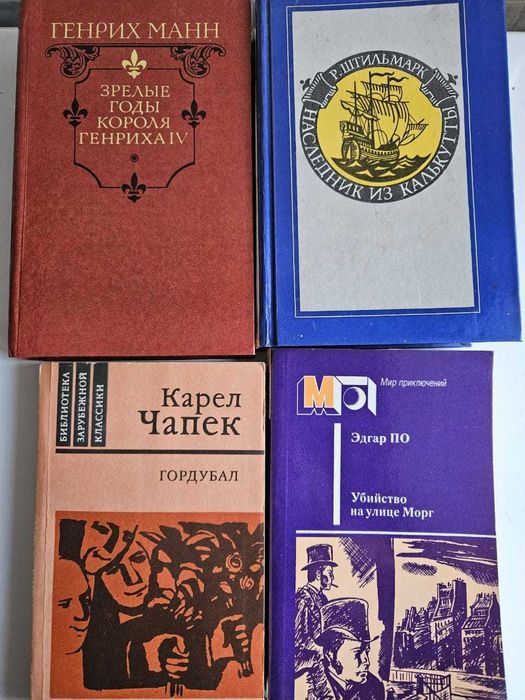 ГЕНРИХ МАНН
ЗРЕЛЫЕ
ГОДЫ
КОРОЛЯ
ГЕНРИХА IV
Р. ШТИЛЬМАРК
НАСЛЕДНИК ИЗ КАЛЬКУТТЫ
БИБЛИОТЕКА
ЗАРУБЕЖНОЙ
КЛАССИКИ
Карел
Чапек
ГОРДУБАЛ
МП
Мир приключений
Эдгар ПО
Убийство
на улице Морг